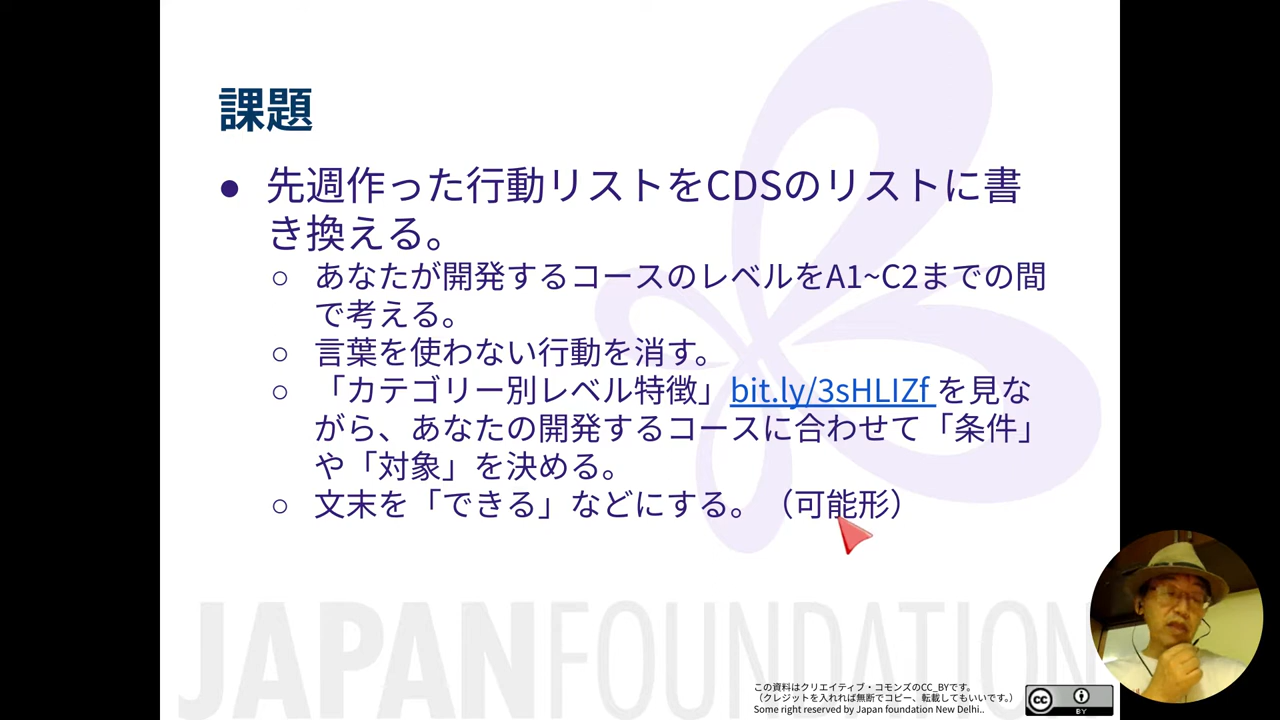 課題
● 先週作った行動リストをCDSのリストに書
き換える。
○ あなたが開発するコースのレベルをA1~C2までの間
で考える。
○ 言葉を使わない行動を消す。
○ 「カテゴリー別レベル特徴」bit.ly/3sHLIZf を見な
がら、あなたの開発するコースに合わせて「条件」
や「対象」を決める。
○ 文末を「できる」などにする。（可能形）
JAPANFOUNDATION
この資料はクリエイティブ・コモンズのCC_BYです。
（クレジットを入れれば無断でコピー、転載してもいいです。）
Some right reserved by Japan foundation New Delhi..
cc
BY